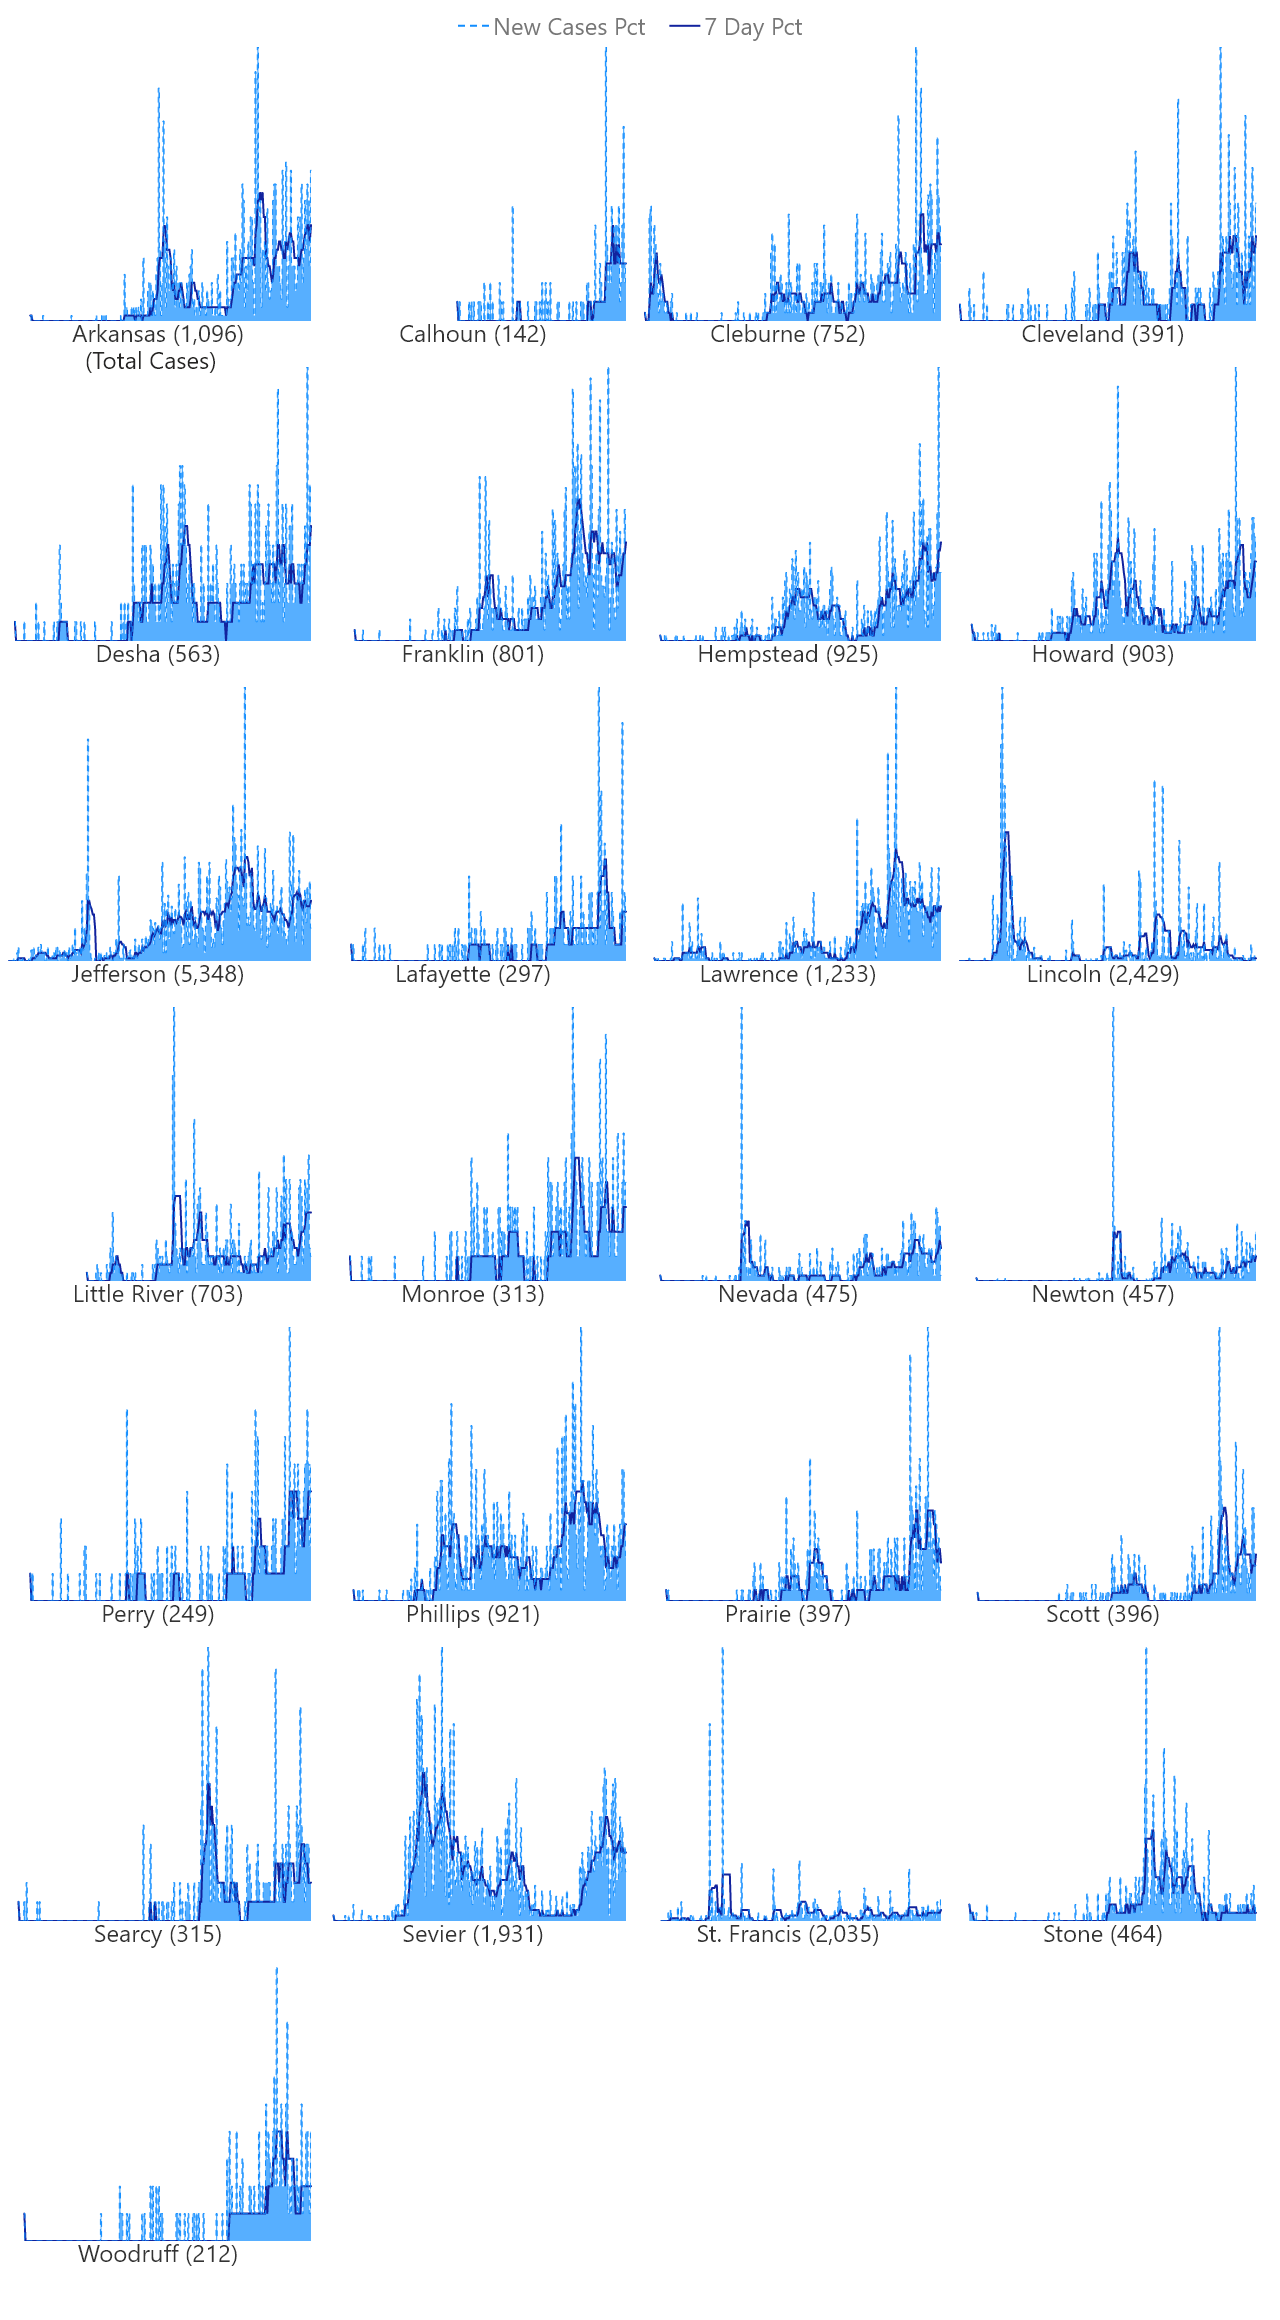 New Cases Pct 7 Day Pct
Arkansas (1,096) Calhoun (142) Cleburne (752) Cleveland (391)
(Total Cases)
Desha (563) Franklin (801) Hempstead (925) Howard (903)
Jefferson (5,348) Lafayette (297) Lawrence (1,233) Lincoln (2,429)
Little River (703) Monroe (313) Nevada (475) Newton (457)
Perry (249) Phillips (921) Prairie (397) Scott (396)
Searcy (315) Sevier (1,931) St. Francis (2,035) Stone (464)
Woodruff (212)